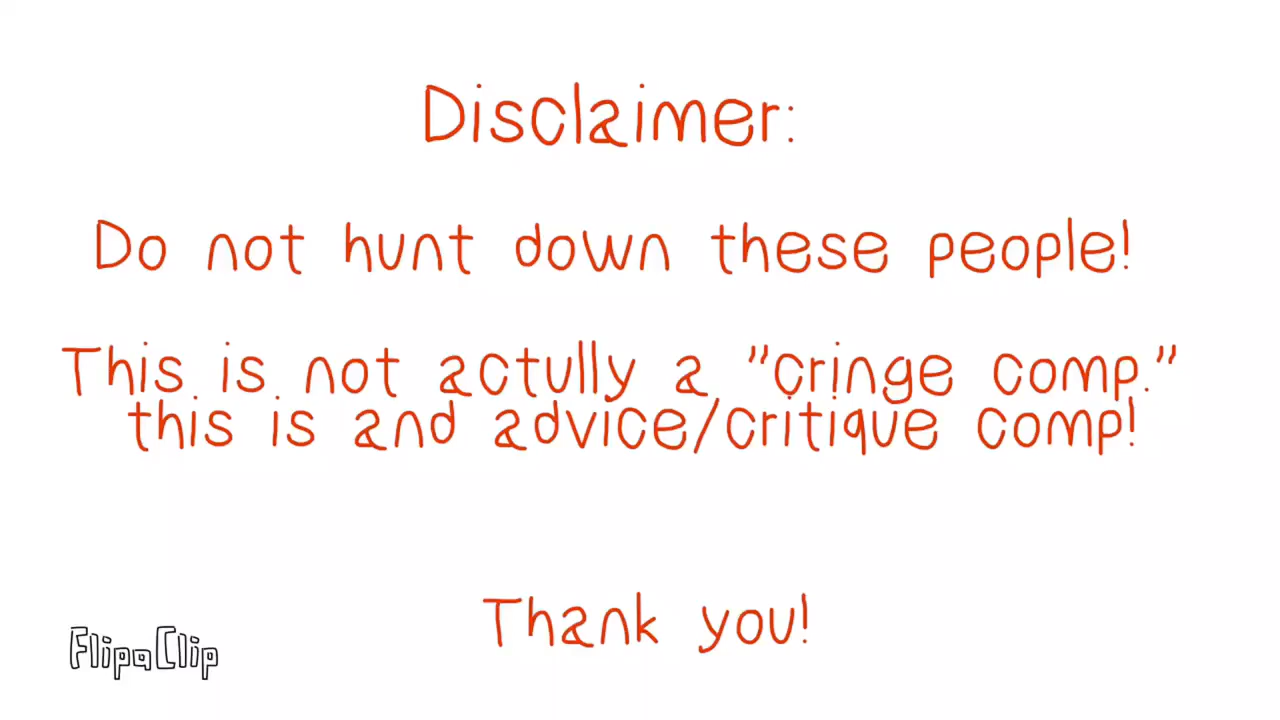 Disclaimer:
Do not hunt down these people!
This is not actully a "cringe comp."
this is and advice/critique comp!
Thank you!
FlipaClip